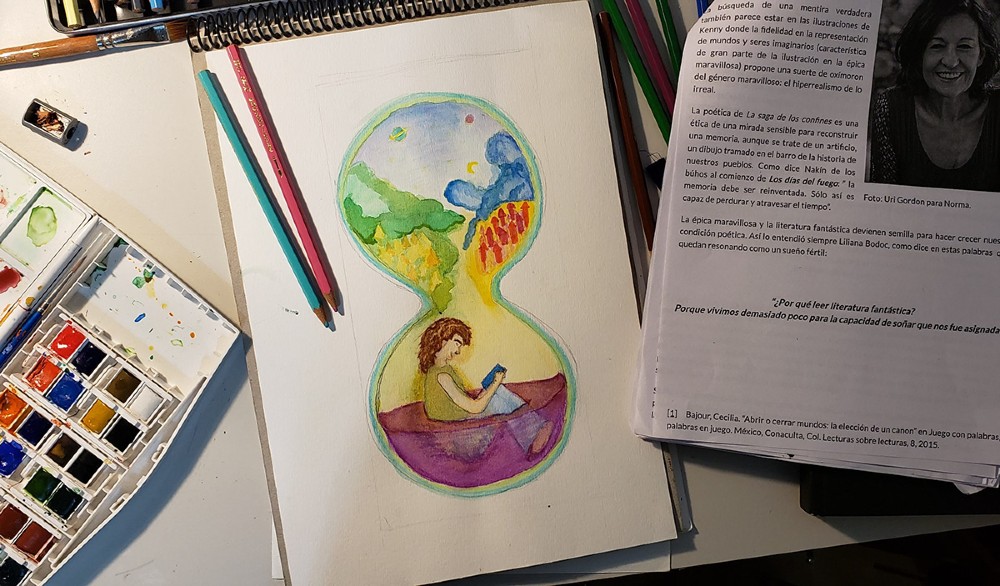 búsqueda de una mentira verdadera
también parece estar en las ilustraciones de
Kenny donde la fidelidad en la representación
de mundos y seres imaginarios (característica
de gran parte de la ilustración en la épica
maravillosa) propone una suerte de oxímoron
del género maravilloso: el hiperrealismo de lo
irreal.
La poética de La saga de los confines es una
ética de una mirada sensible para reconstruir
una memoria, aunque se trate de un artificio,
un dibujo tramado en el barro de la historia de
nuestros pueblos. Como dice Nakín de los
búhos al comienzo de Los días del fuego: " la
memoria debe ser reinventada. Sólo así es
capaz de perdurar y atravesar el tiempo".
Foto: Uri Gordon para Norma.
La épica maravillosa y la literatura fantástica devienen semilla para hacer crecer
condición poética. Así lo entendió siempre Liliana Bodoc, como dice en estas palabras
quedan resonando como un sueño fértil:
"¿Por qué leer literatura fantástica?
Porque vivimos demasiado poco para la capacidad de soñar que nos fue asignada
[1] Bajour, Cecilia. "Abrir o cerrar mundos: la elección de un canon" en Juego con palabras,
palabras en juego. México, Conaculta, Col. Lecturas sobre lecturas, 8, 2015.